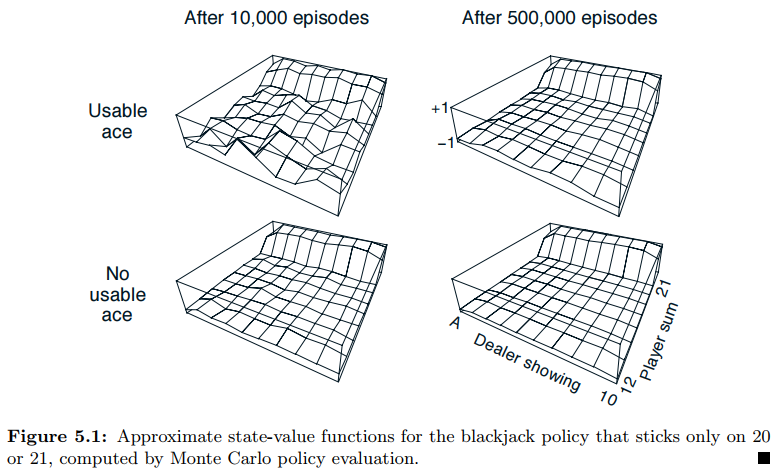 After 10,000 episodes
After 500,000 episodes
Usable
ace
+1
−1
No
usable
ace
A
Dealer showing
10
12
Player sum
21
Figure 5.1: Approximate state-value functions for the blackjack policy that sticks only on 20
or 21, computed by Monte Carlo policy evaluation.